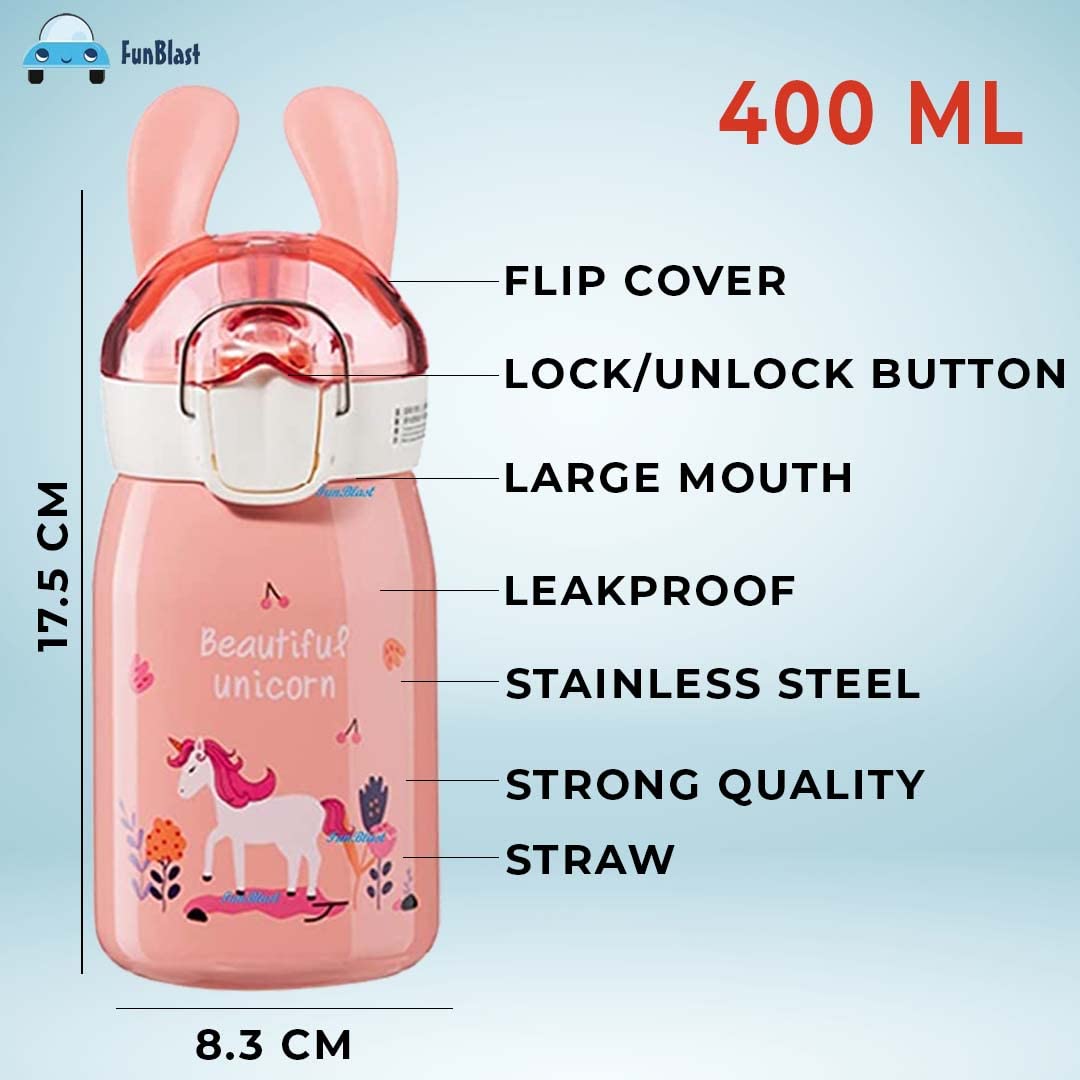 FunBlast
400 ML
FLIP COVER
LOCK/UNLOCK BUTTON
LARGE MOUTH
FunBlast
LEAKPROOF
17.5 CM
Beautiful
unicorn
STAINLESS STEEL
STRONG QUALITY
FunBlast
STRAW
FunBlast
8.3 CM